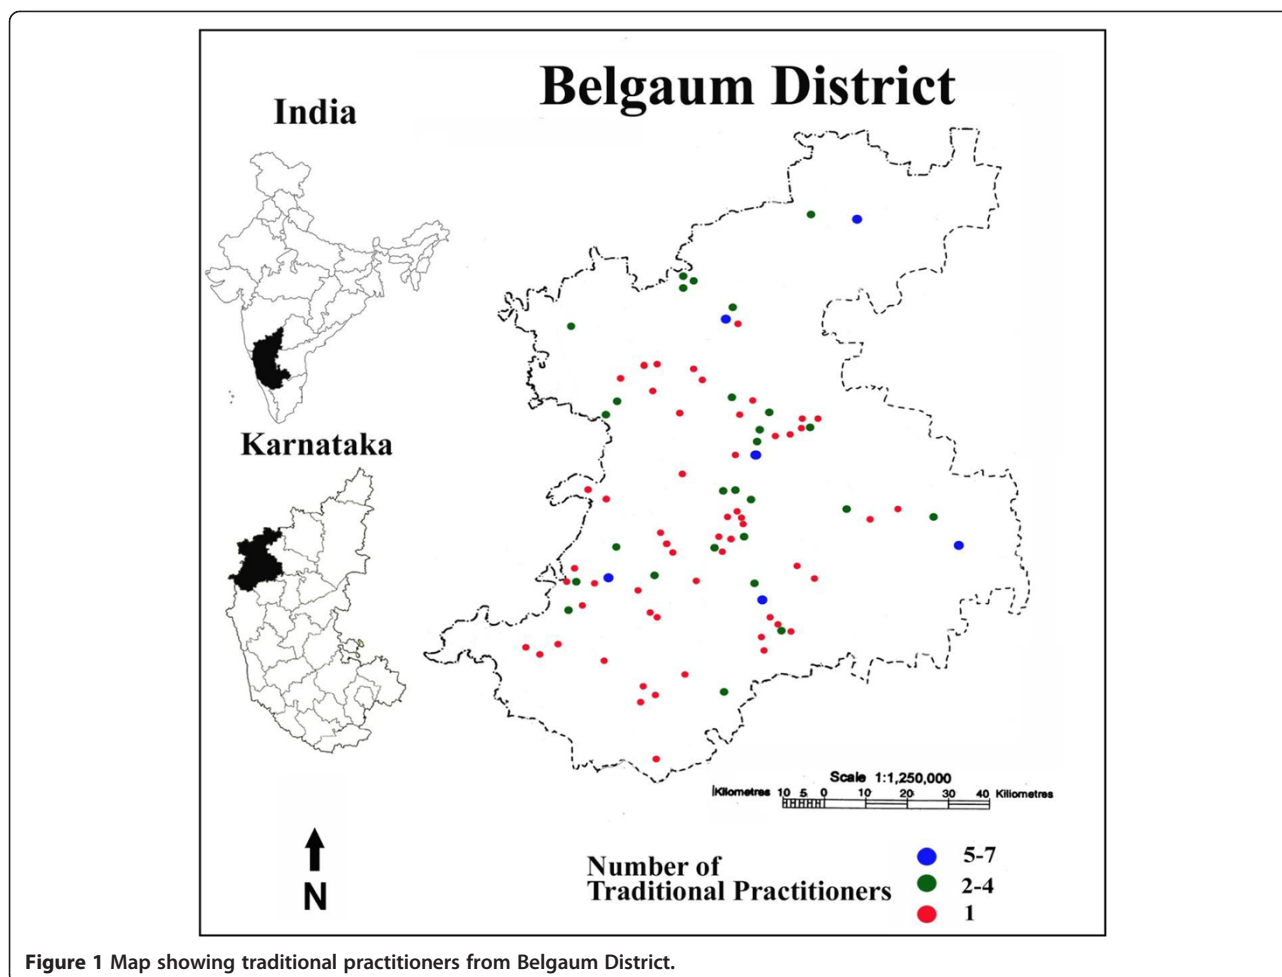 Belgaum District
India
Karnataka
Scale 1:1,250,000
Kilometres 10 5 0 10 20 30 40 Kiliometres
N
Number of
Traditional Practitioners
5-7
2-4
1
Figure 1 Map showing traditional practitioners from Belgaum District.